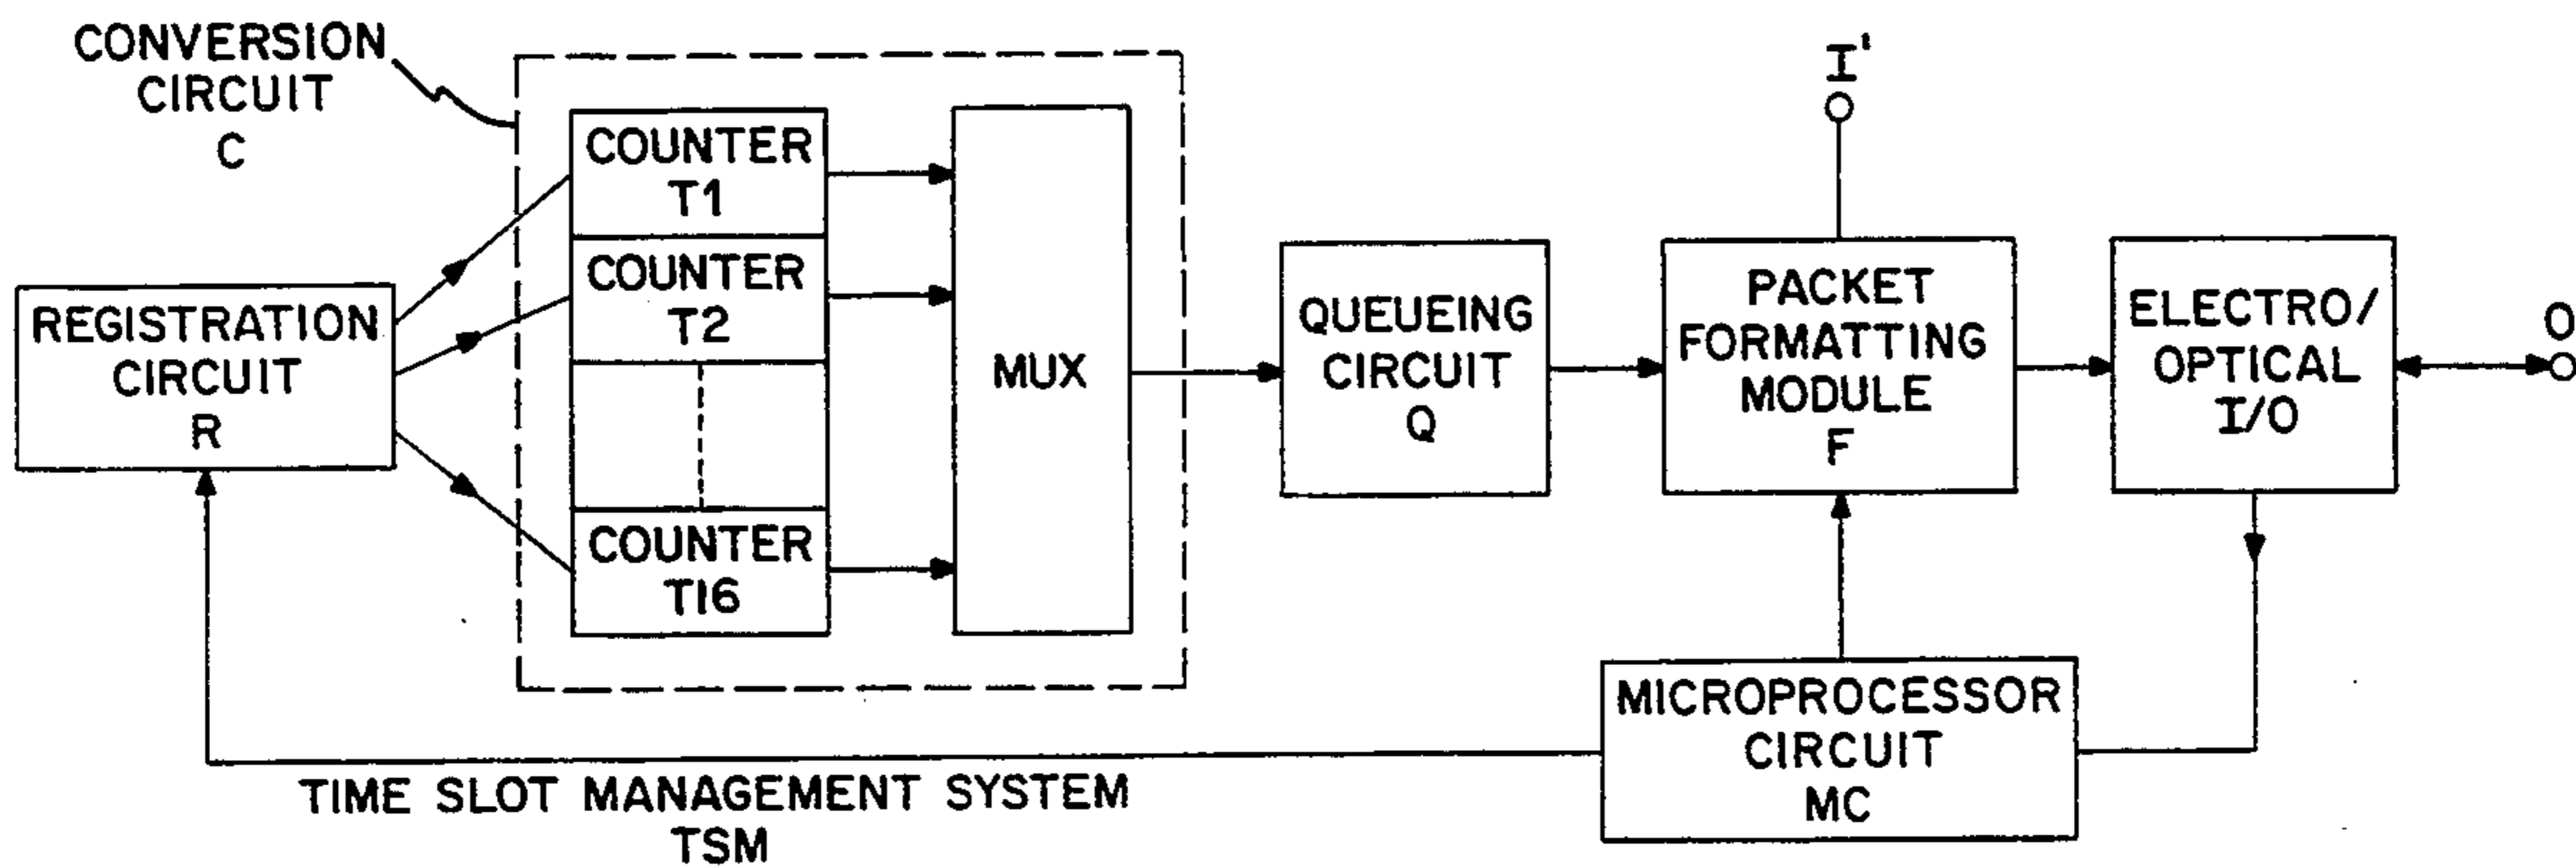 CONVERSION
CIRCUIT
C
REGISTRATION
CIRCUIT
R
COUNTER
T1
COUNTER
T2
COUNTER
T16
MUX
QUEUEING
CIRCUIT
Q
I'
PACKET
FORMATTING
MODULE
F
ELECTRO/
OPTICAL
I/O
O
MICROPROCESSOR
CIRCUIT
MC
TIME SLOT MANAGEMENT SYSTEM
TSM